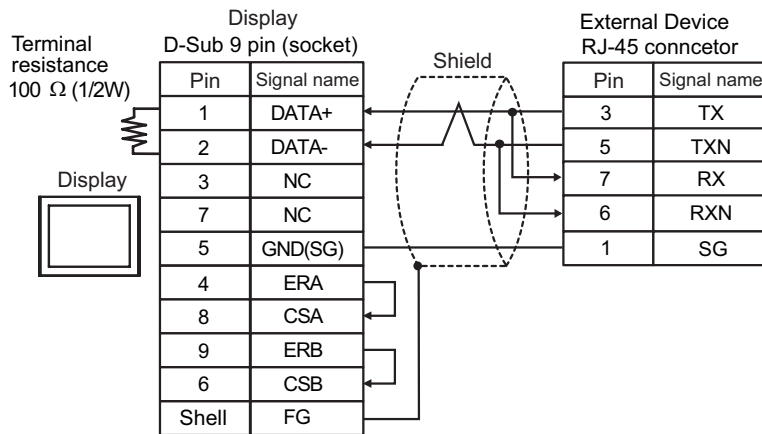 Display
D-Sub 9 pin (socket)
Terminal
resistance
100 Ω (1/2W)
Display
Pin Signal name
1 DATA+
2 DATA-
3 NC
7 NC
5 GND(SG)
4 ERA
8 CSA
9 ERB
6 CSB
Shell FG
Shield
External Device
RJ-45 conncetor
Pin Signal name
3 TX
5 TXN
7 RX
6 RXN
1 SG